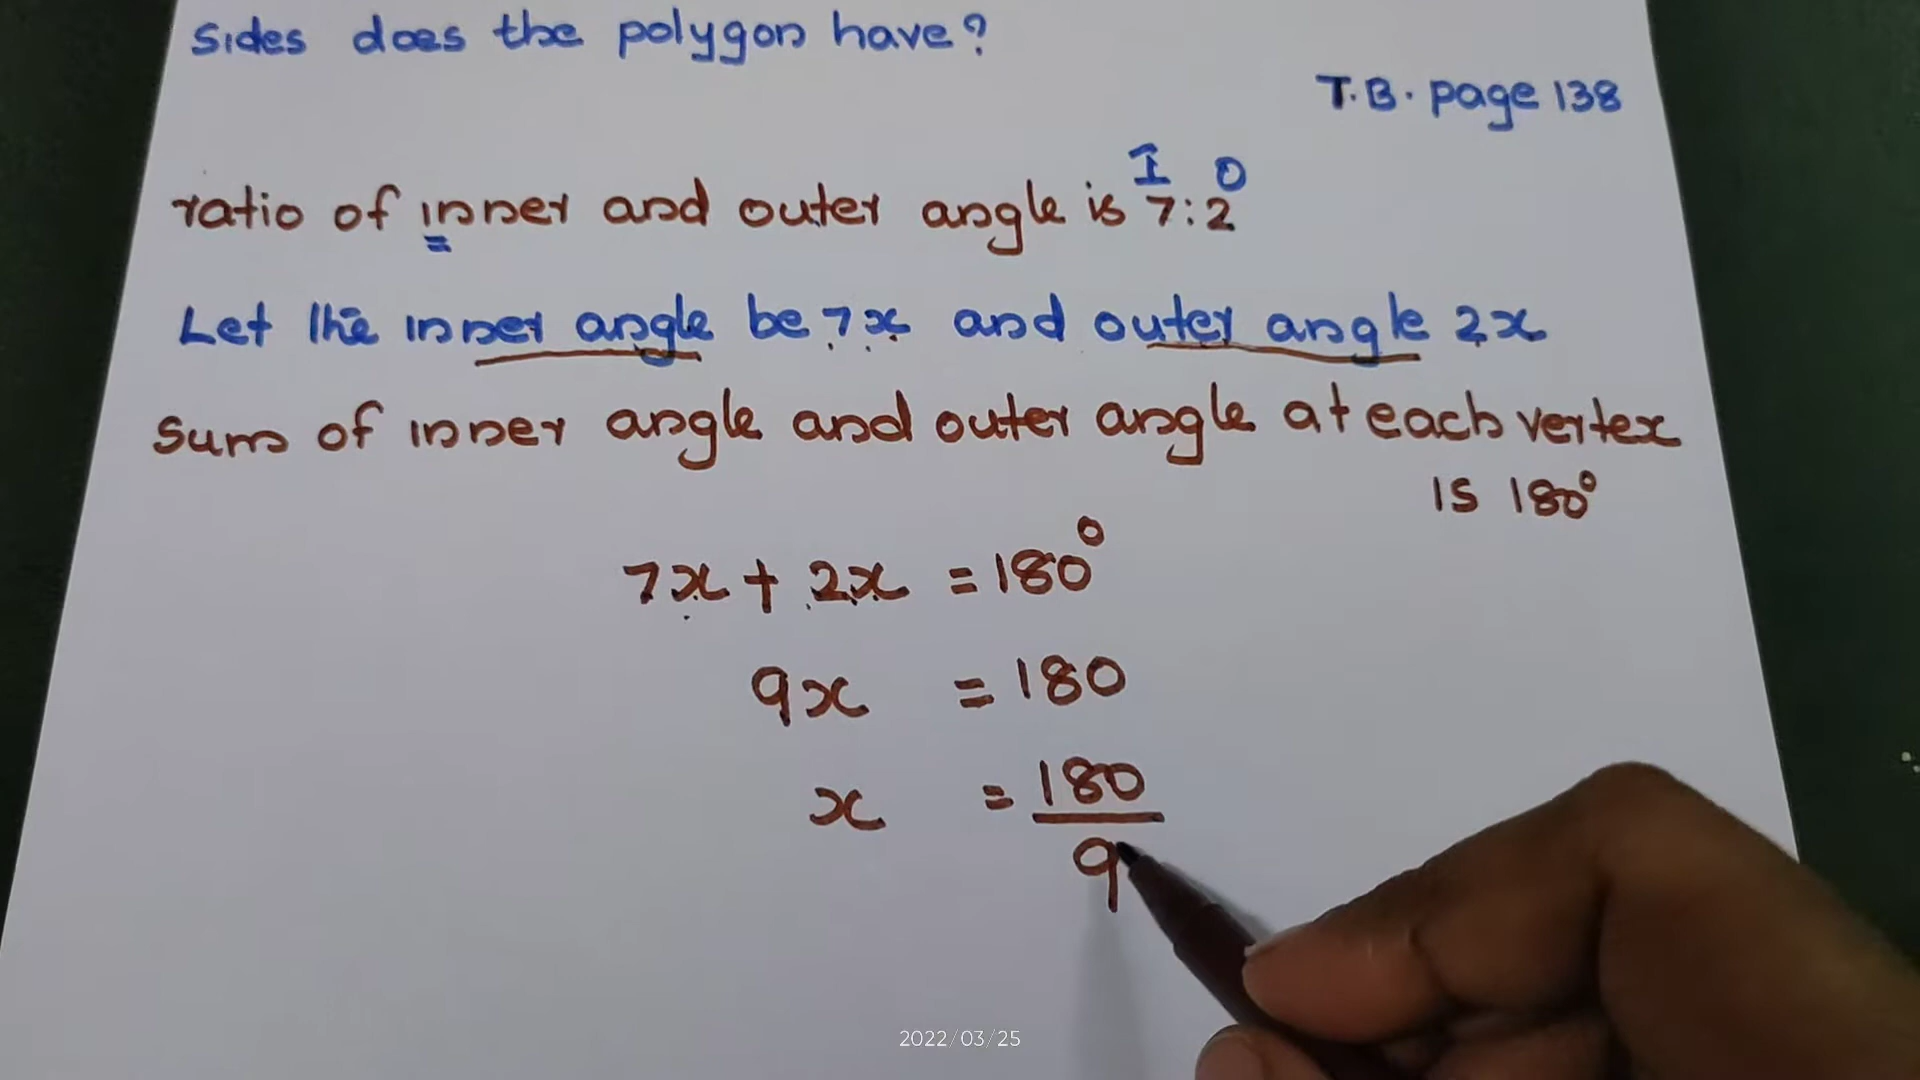 sides does the polygon have?
T.B. page 138
I O
ratio of inner and outer angle is 7:2
Let the inner angle be 7x and outer angle 2x
sum of inner angle and outer angle at each vertex
is 180°
7x + 2x = 180°
9x = 180
x = 180
9
2022/03/25